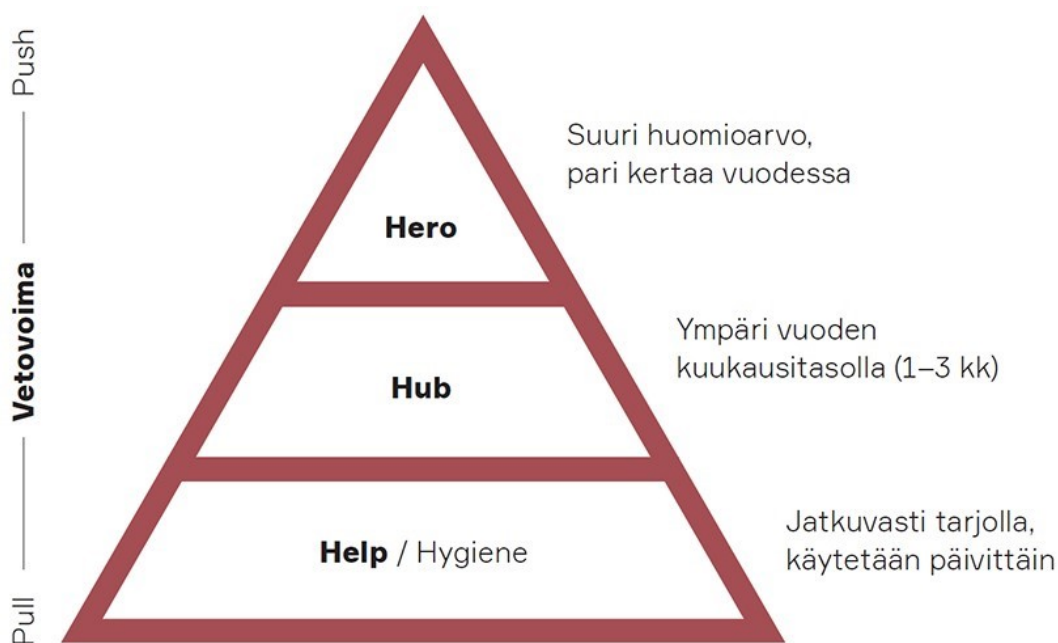 Push
Vetovoima
Pull
Hero
Suuri huomioarvo,
pari kertaa vuodessa
Hub
Ympäri vuoden
kuukausitasolla (1–3 kk)
Help / Hygiene
Jatkuvasti tarjolla,
käytetään päivittäin